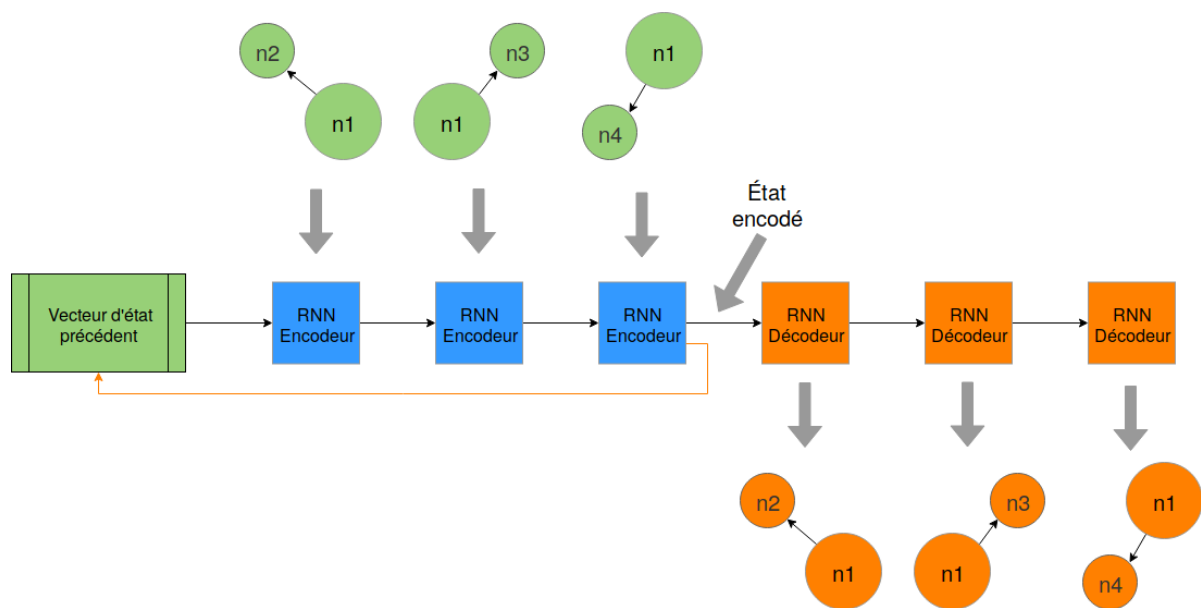 n2
n1
n3
n1
n1
n4
État
encodé
Vecteur d'état
précédent
RNN
Encodeur
RNN
Encodeur
RNN
Encodeur
RNN
Décodeur
RNN
Décodeur
RNN
Décodeur
n2
n1
n3
n1
n1
n4